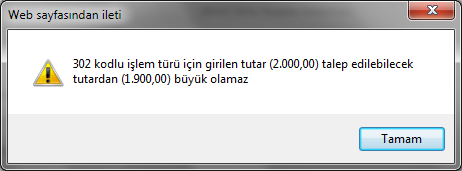 Web sayfasından ileti
302 kodlu işlem türü için girilen tutar (2.000,00) talep edilebilecek
tutardan (1.900,00) büyük olamaz
Tamam